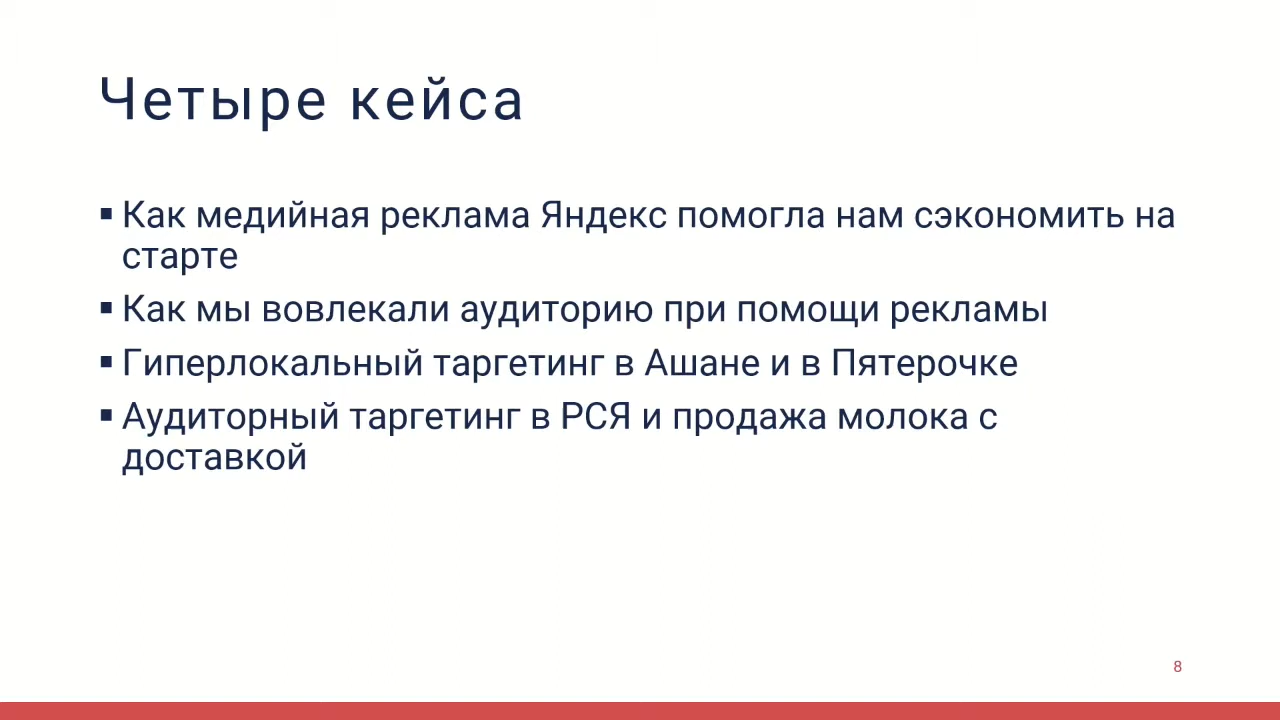 Четыре кейса
▪ Как медийная реклама Яндекс помогла нам сэкономить на
старте
▪ Как мы вовлекали аудиторию при помощи рекламы
▪ Гиперлокальный таргетинг в Ашане и в Пятерочке
▪ Аудиторный таргетинг в РСЯ и продажа молока с
доставкой
8